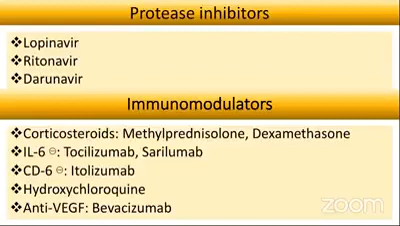 Protease inhibitors
❖Lopinavir
❖Ritonavir
❖Darunavir
Immunomodulators
❖Corticosteroids: Methylprednisolone, Dexamethasone
❖IL-6 ⊖: Tocilizumab, Sarilumab
❖CD-6 ⊖: Itolizumab
❖Hydroxychloroquine
❖Anti-VEGF: Bevacizumab
zoom